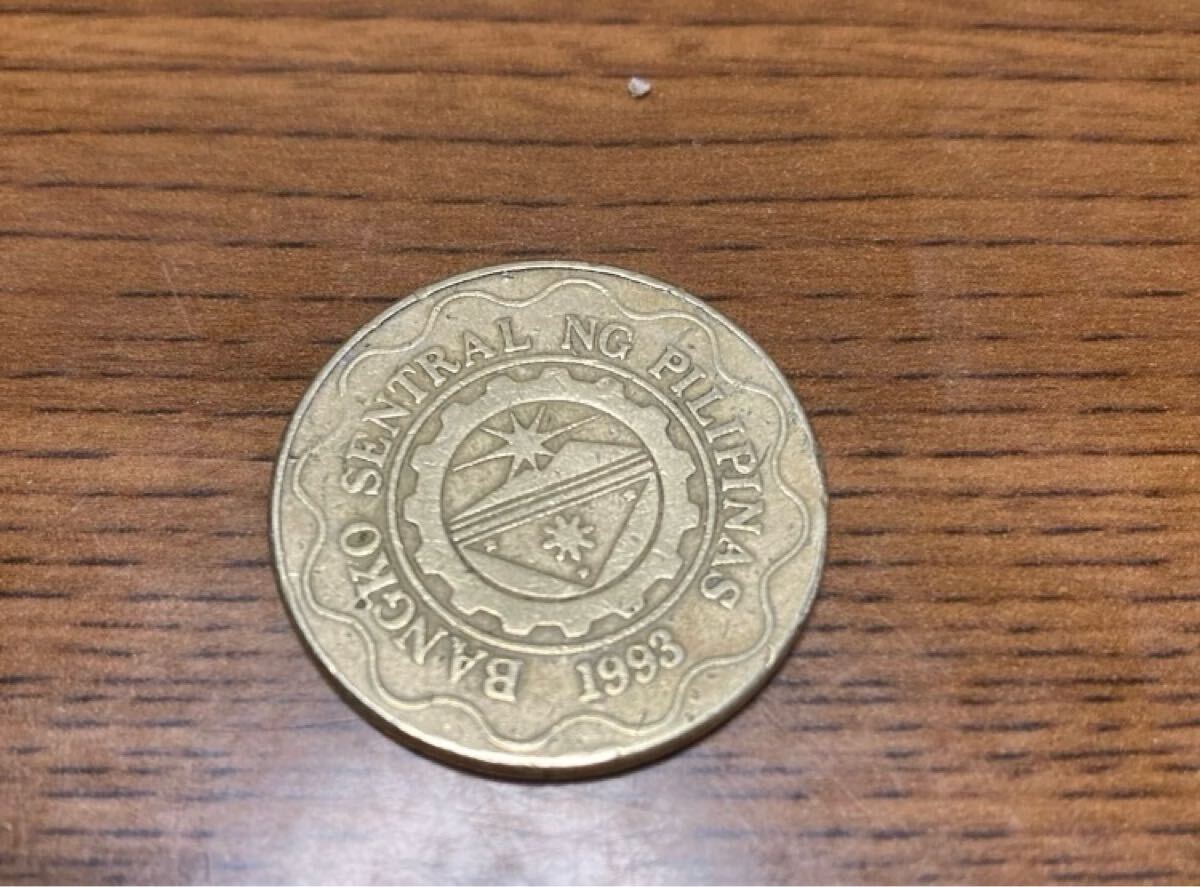 BANGKO SENTRAL NG PILIPINAS
1993